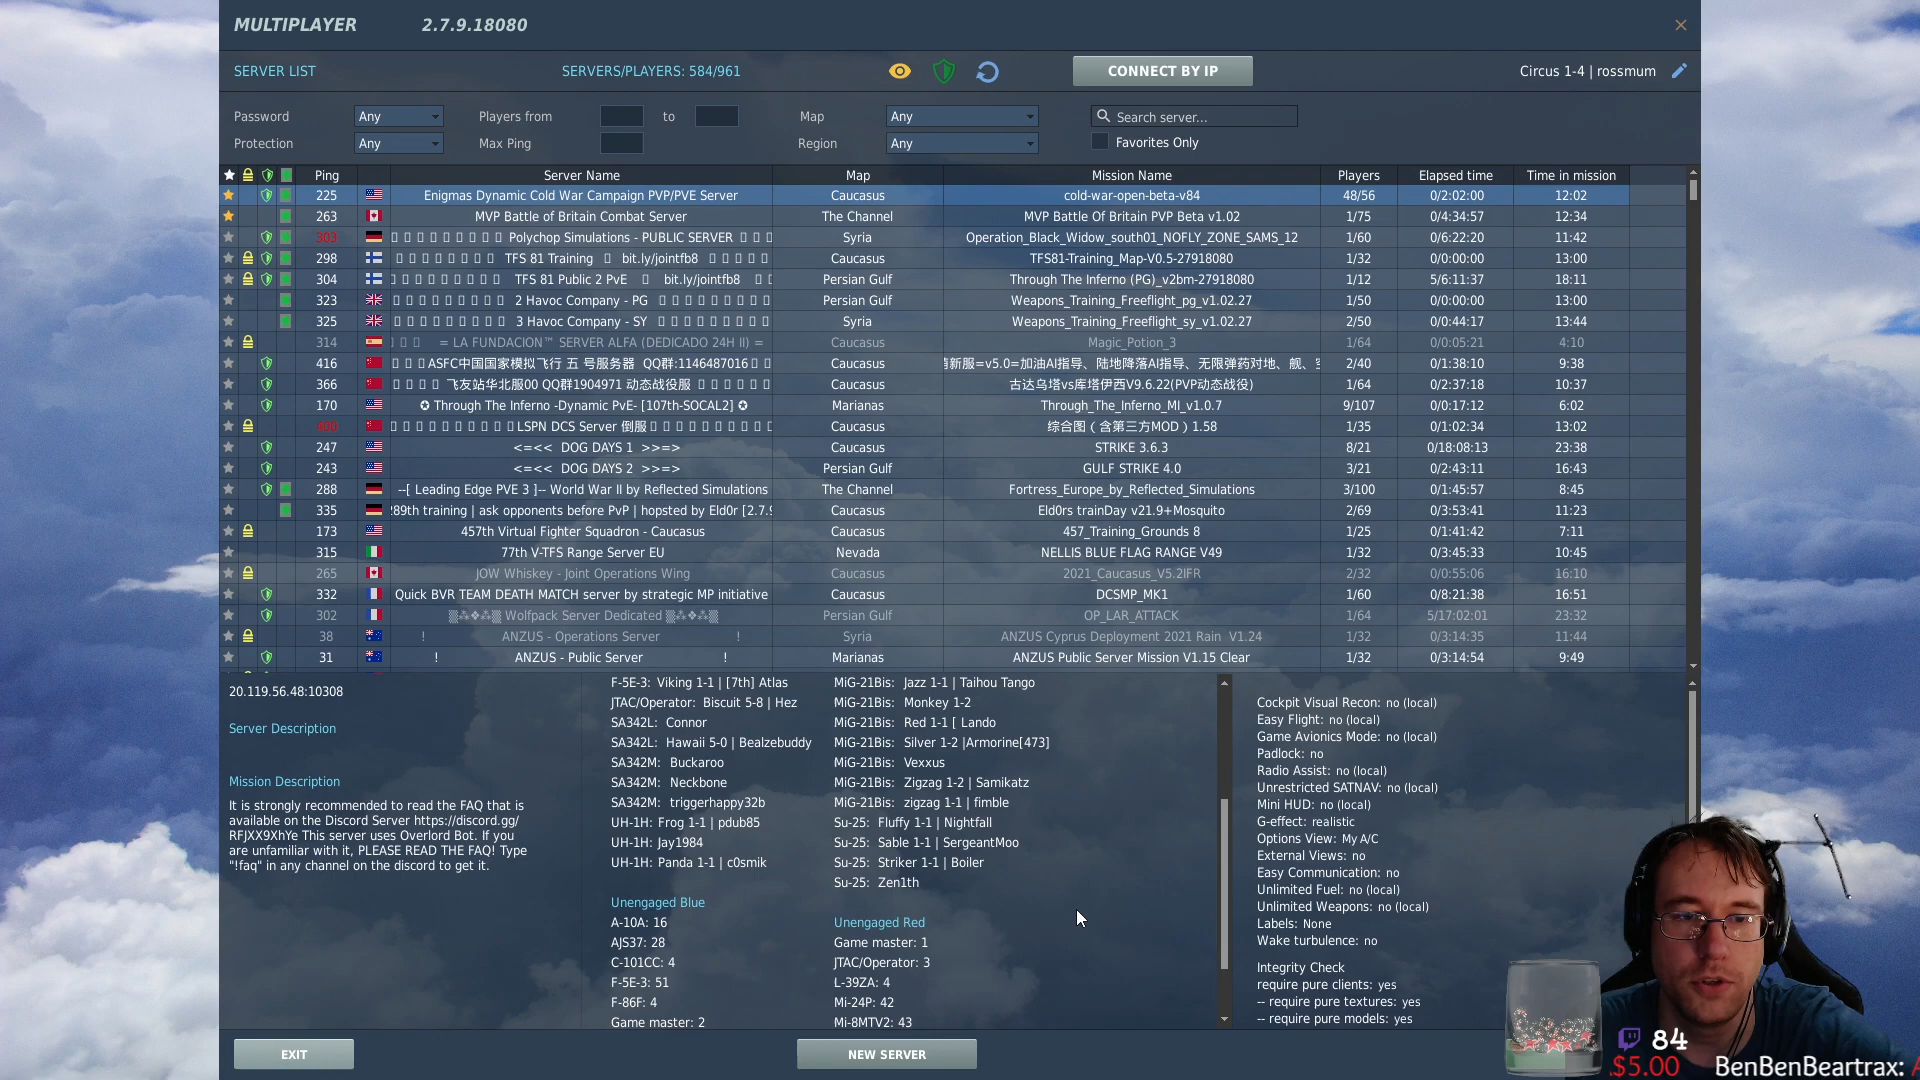 MULTIPLAYER 2.7.9.18080
SERVER LIST SERVERS/PLAYERS: 584/961 CONNECT BY IP Circus 1-4 | rossmum
Password Any Players from to Map Any Search server...
Protection Any Max Ping Region Any Favorites Only
Ping Server Name Map Mission Name Players Elapsed time Time in mission
225 Enigmas Dynamic Cold War Campaign PVP/PVE Server Caucasus cold-war-open-beta-v84 48/56 0/2:02:00 12:02
263 MVP Battle of Britain Combat Server The Channel MVP Battle Of Britain PVP Beta v1.02 1/75 0/4:34:57 12:34
303 Polychop Simulations - PUBLIC SERVER Syria Operation_Black_Widow_south01_NOFLY_ZONE_SAMS_12 1/60 0/6:22:20 11:42
298 TFS 81 Training bit.ly/jointfb8 Caucasus TFS81-Training_Map-V0.5-27918080 1/32 0/0:00:00 13:00
304 TFS 81 Public 2 PvE bit.ly/jointfb8 Persian Gulf Through The Inferno (PG)_v2bm-27918080 1/12 5/6:11:37 18:11
323 2 Havoc Company - PG Persian Gulf Weapons_Training_Freeflight_pg_v1.02.27 1/50 0/0:00:00 13:00
325 3 Havoc Company - SY Syria Weapons_Training_Freeflight_sy_v1.02.27 2/50 0/0:44:17 13:44
314 = LA FUNDACION™ SERVER ALFA (DEDICADO 24H II) = Caucasus Magic_Potion_3 1/64 0/0:05:21 4:10
416 ASFC中国国家模拟飞行 五 号服务器 QQ群:1146487016 Caucasus 新服=v5.0=加油AI指导、陆地降落AI指导、无限弹药对地、舰、 2/40 0/1:38:10 9:38
366 飞友站华北服00 QQ群1904971 动态战役服 Caucasus 古达乌塔vs库塔伊西V9.6.22(PVP动态战役) 1/64 0/2:37:18 10:37
170 ✪ Through The Inferno -Dynamic PvE- [107th-SOCAL2] ✪ Marianas Through_The_Inferno_MI_v1.0.7 9/107 0/0:17:12 6:02
LSPN DCS Server 倒服 Caucasus 综合图（含第三方MOD）1.58 1/35 0/1:02:34 13:02
247 <=<< DOG DAYS 1 >>=> Caucasus STRIKE 3.6.3 8/21 0/18:08:13 23:38
243 <=<< DOG DAYS 2 >>=> Persian Gulf GULF STRIKE 4.0 3/21 0/2:43:11 16:43
288 --[ Leading Edge PVE 3 ]-- World War II by Reflected Simulations The Channel Fortress_Europe_by_Reflected_Simulations 3/100 0/1:45:57 8:45
335 89th training | ask opponents before PvP | hopsted by Eld0r [2.7.9 Caucasus Eld0rs trainDay v21.9+Mosquito 2/69 0/3:53:41 11:23
173 457th Virtual Fighter Squadron - Caucasus Caucasus 457_Training_Grounds 8 1/25 0/1:41:42 7:11
315 77th V-TFS Range Server EU Nevada NELLIS BLUE FLAG RANGE V49 1/32 0/3:45:33 10:45
265 JOW Whiskey - Joint Operations Wing Caucasus 2021_Caucasus_V5.2IFR 2/32 0/0:55:06 16:10
332 Quick BVR TEAM DEATH MATCH server by strategic MP initiative Caucasus DCSMP_MK1 1/60 0/8:21:38 16:51
302 Wolfpack Server Dedicated Persian Gulf OP_LAR_ATTACK 1/64 5/17:02:01 23:32
38 ! ANZUS - Operations Server ! Syria ANZUS Cyprus Deployment 2021 Rain V1.24 1/32 0/3:14:35 11:44
31 ! ANZUS - Public Server ! Marianas ANZUS Public Server Mission V1.15 Clear 1/32 0/3:14:54 9:49
20.119.56.48:10308
Server Description
Mission Description
It is strongly recommended to read the FAQ that is
available on the Discord Server https://discord.gg/
RFJXX9XhYe This server uses Overlord Bot. If you
are unfamiliar with it, PLEASE READ THE FAQ! Type
"!faq" in any channel on the discord to get it.
F-5E-3: Viking 1-1 | [7th] Atlas
JTAC/Operator: Biscuit 5-8 | Hez
SA342L: Connor
SA342L: Hawaii 5-0 | Bealzebuddy
SA342M: Buckaroo
SA342M: Neckbone
SA342M: triggerhappy32b
UH-1H: Frog 1-1 | pdub85
UH-1H: Jay1984
UH-1H: Panda 1-1 | c0smik
Unengaged Blue
A-10A: 16
AJS37: 28
C-101CC: 4
F-5E-3: 51
F-86F: 4
Game master: 2
MiG-21Bis: Jazz 1-1 | Taihou Tango
MiG-21Bis: Monkey 1-2
MiG-21Bis: Red 1-1 [ Lando
MiG-21Bis: Silver 1-2 |Armorine[473]
MiG-21Bis: Vexxus
MiG-21Bis: Zigzag 1-2 | Samikatz
MiG-21Bis: zigzag 1-1 | fimble
Su-25: Fluffy 1-1 | Nightfall
Su-25: Sable 1-1 | SergeantMoo
Su-25: Striker 1-1 | Boiler
Su-25: Zen1th
Unengaged Red
Game master: 1
JTAC/Operator: 3
L-39ZA: 4
Mi-24P: 42
Mi-8MTV2: 43
Cockpit Visual Recon: no (local)
Easy Flight: no (local)
Game Avionics Mode: no (local)
Padlock: no
Radio Assist: no (local)
Unrestricted SATNAV: no (local)
Mini HUD: no (local)
G-effect: realistic
Options View: My A/C
External Views: no
Easy Communication: no
Unlimited Fuel: no (local)
Unlimited Weapons: no (local)
Labels: None
Wake turbulence: no
Integrity Check
require pure clients: yes
-- require pure textures: yes
-- require pure models: yes
EXIT NEW SERVER
84
$5.00 BenBenBeartrax: